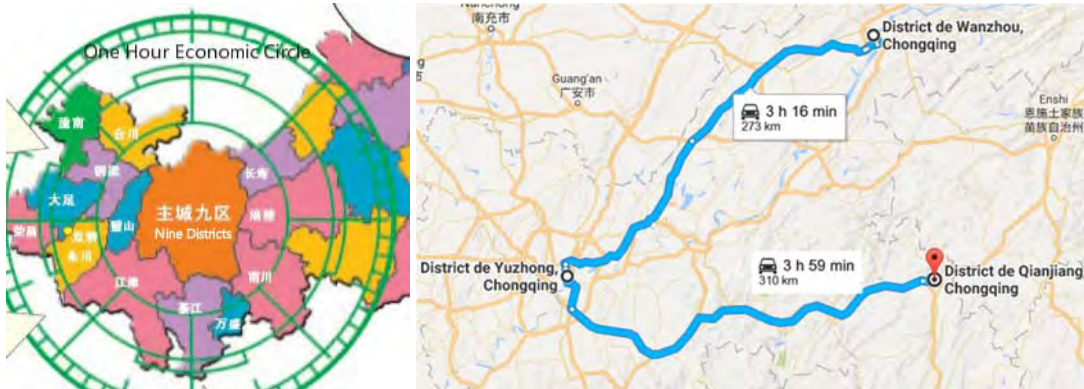 One Hour Economic Circle
潼南
合川
铜梁
长寿
大足
荣昌
双桥
璧山
主城九区
Nine Districts
涪陵
永川
江津
南川
綦江
万盛
Nanchong
南充市
Guang'an
广安市
District de Wanzhou,
Chongqing
3 h 16 min
273 km
Enshi
恩施土家族
苗族自治州
District de Yuzhong,
Chongqing
3 h 59 min
310 km
District de Qianjiang,
Chongqing